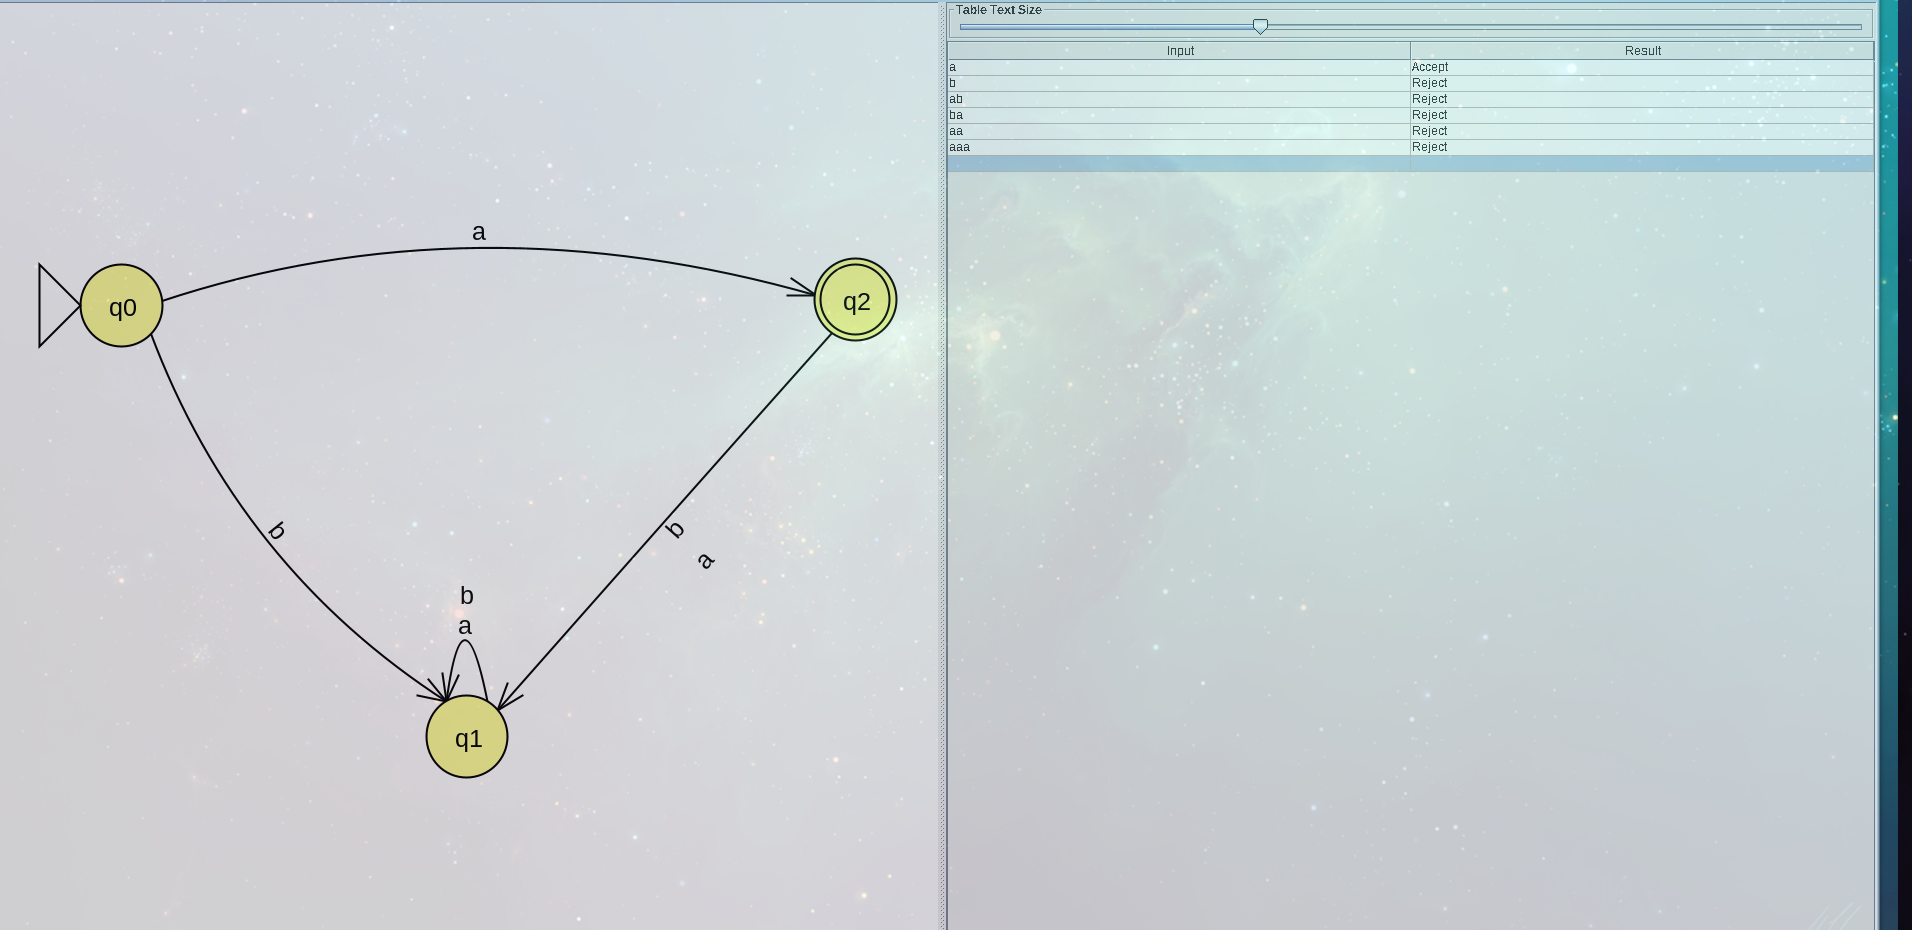 a
q0
q2
b
b
a
b
a
q1
Table Text Size
Input Result
a Accept
b Reject
ab Reject
ba Reject
aa Reject
aaa Reject